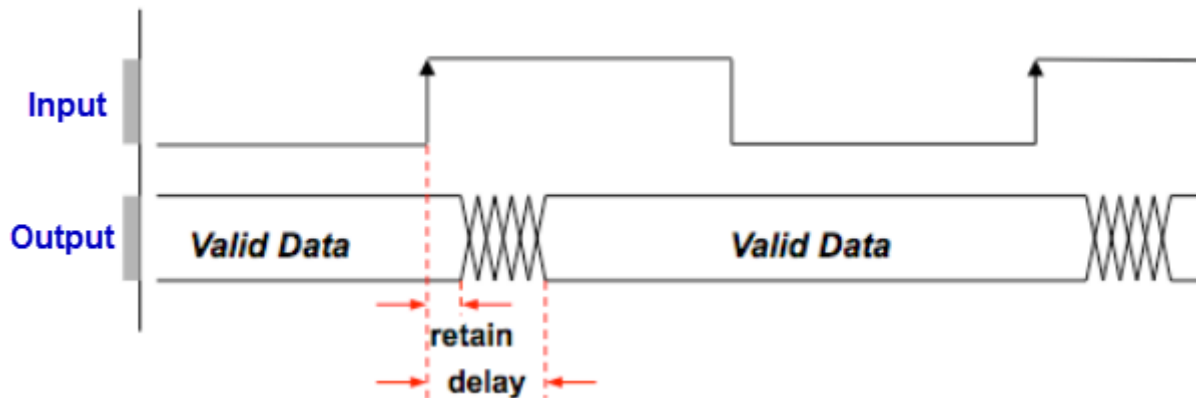 Input
Output
Valid Data
Valid Data
retain
delay